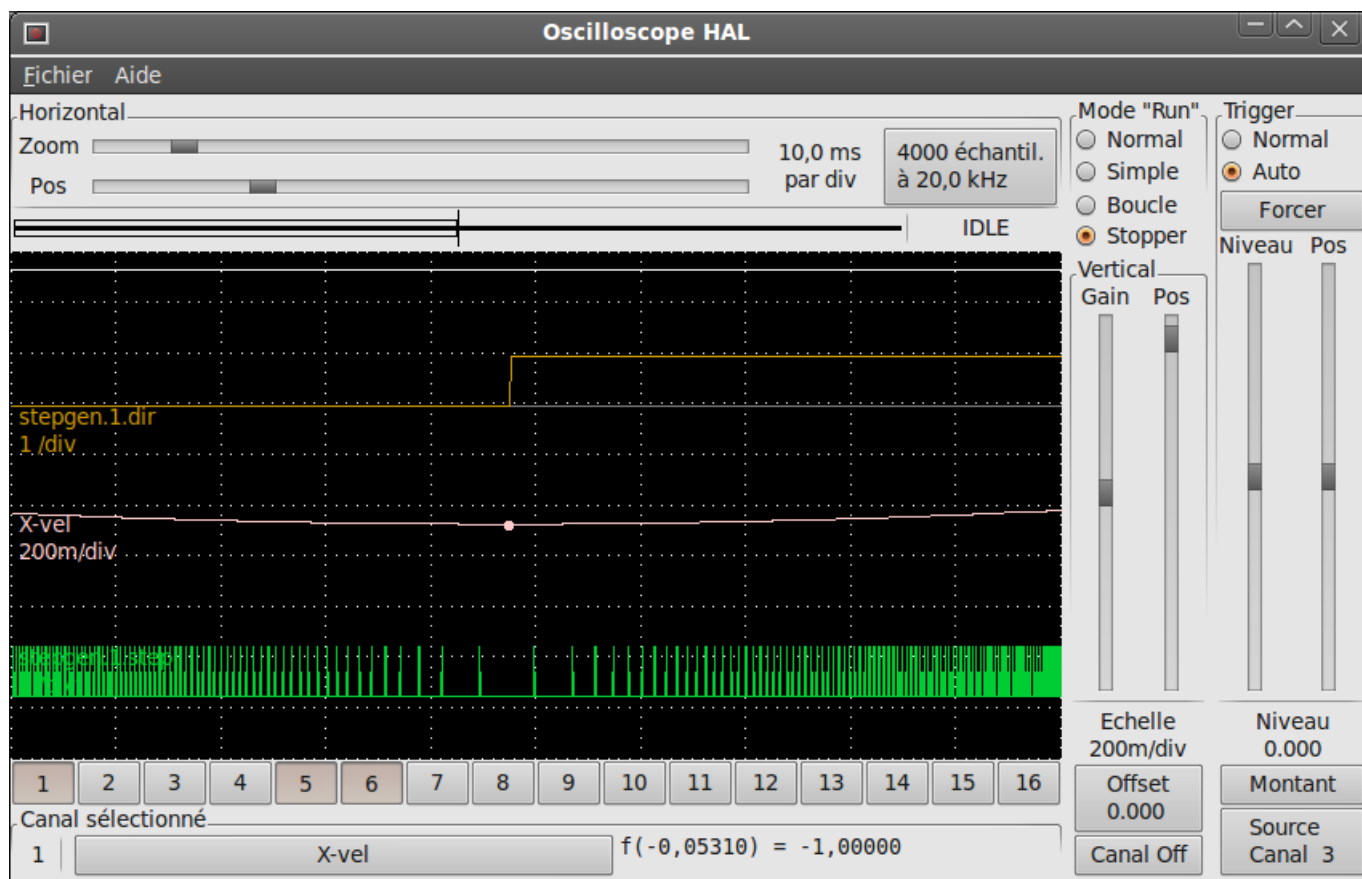 Oscilloscope HAL
Fichier Aide
Horizontal
Zoom
Pos
10,0 ms
par div
4000 échantil.
à 20,0 kHz
IDLE
Mode "Run"
Normal
Simple
Boucle
Stopper
Trigger
Normal
Auto
Forcer
Niveau Pos
Vertical
Gain Pos
stepgen.1.dir
1 /div
X-vel
200m/div
stepgen.1.step
Echelle
200m/div
Offset
0.000
Canal Off
Niveau
0.000
Montant
Source
Canal 3
1 2 3 4 5 6 7 8 9 10 11 12 13 14 15 16
Canal sélectionné
1 X-vel f(-0,05310) = -1,00000